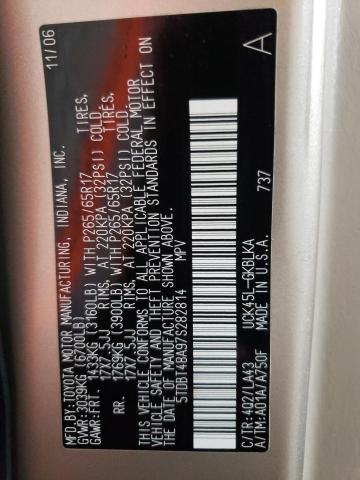 MFD.BY:TOYOTA MOTOR MANUFACTURING, INDIANA, INC. 11/06
GVWR:3039KG (6700LB)
GAWR:FRT. 1433KG (3160LB) WITH P265/65R17 TIRES,
17X7.5JJ RIMS, AT 220KPA (32PSI) COLD
RR. 1769KG (3900LB) WITH P265/65R17 TIRES,
17X7.5JJ RIMS, AT 220KPA (32PSI) COLD
THIS VEHICLE CONFORMS TO ALL APPLICABLE FEDERAL MOTOR
VEHICLE SAFETY AND THEFT PREVENTION STANDARDS IN EFFECT ON
THE DATE OF MANUFACTURE SHOWN ABOVE.
5TDBT48A97S282814 MPV
A
C/TR:4Q2/LA43 UCK45L-GKBLKA
A/TM:A01A/A750F MADE IN U.S.A. 737